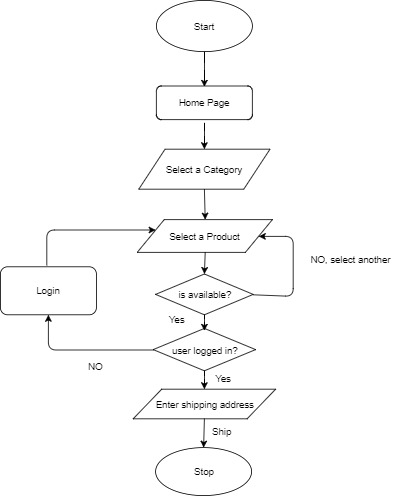 Start
Home Page
Select a Category
Select a Product
NO, select another
Login
is available?
Yes
user logged in?
NO
Yes
Enter shipping address
Ship
Stop